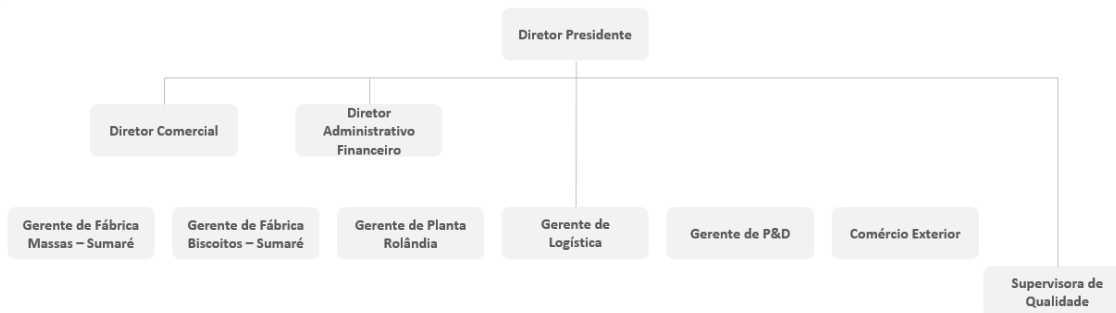 Diretor Presidente
Diretor Comercial
Diretor
Administrativo
Financeiro
Gerente de Fábrica
Massas – Sumaré
Gerente de Fábrica
Biscoitos – Sumaré
Gerente de Planta
Rolândia
Gerente de
Logística
Gerente de P&D
Comércio Exterior
Supervisora de
Qualidade